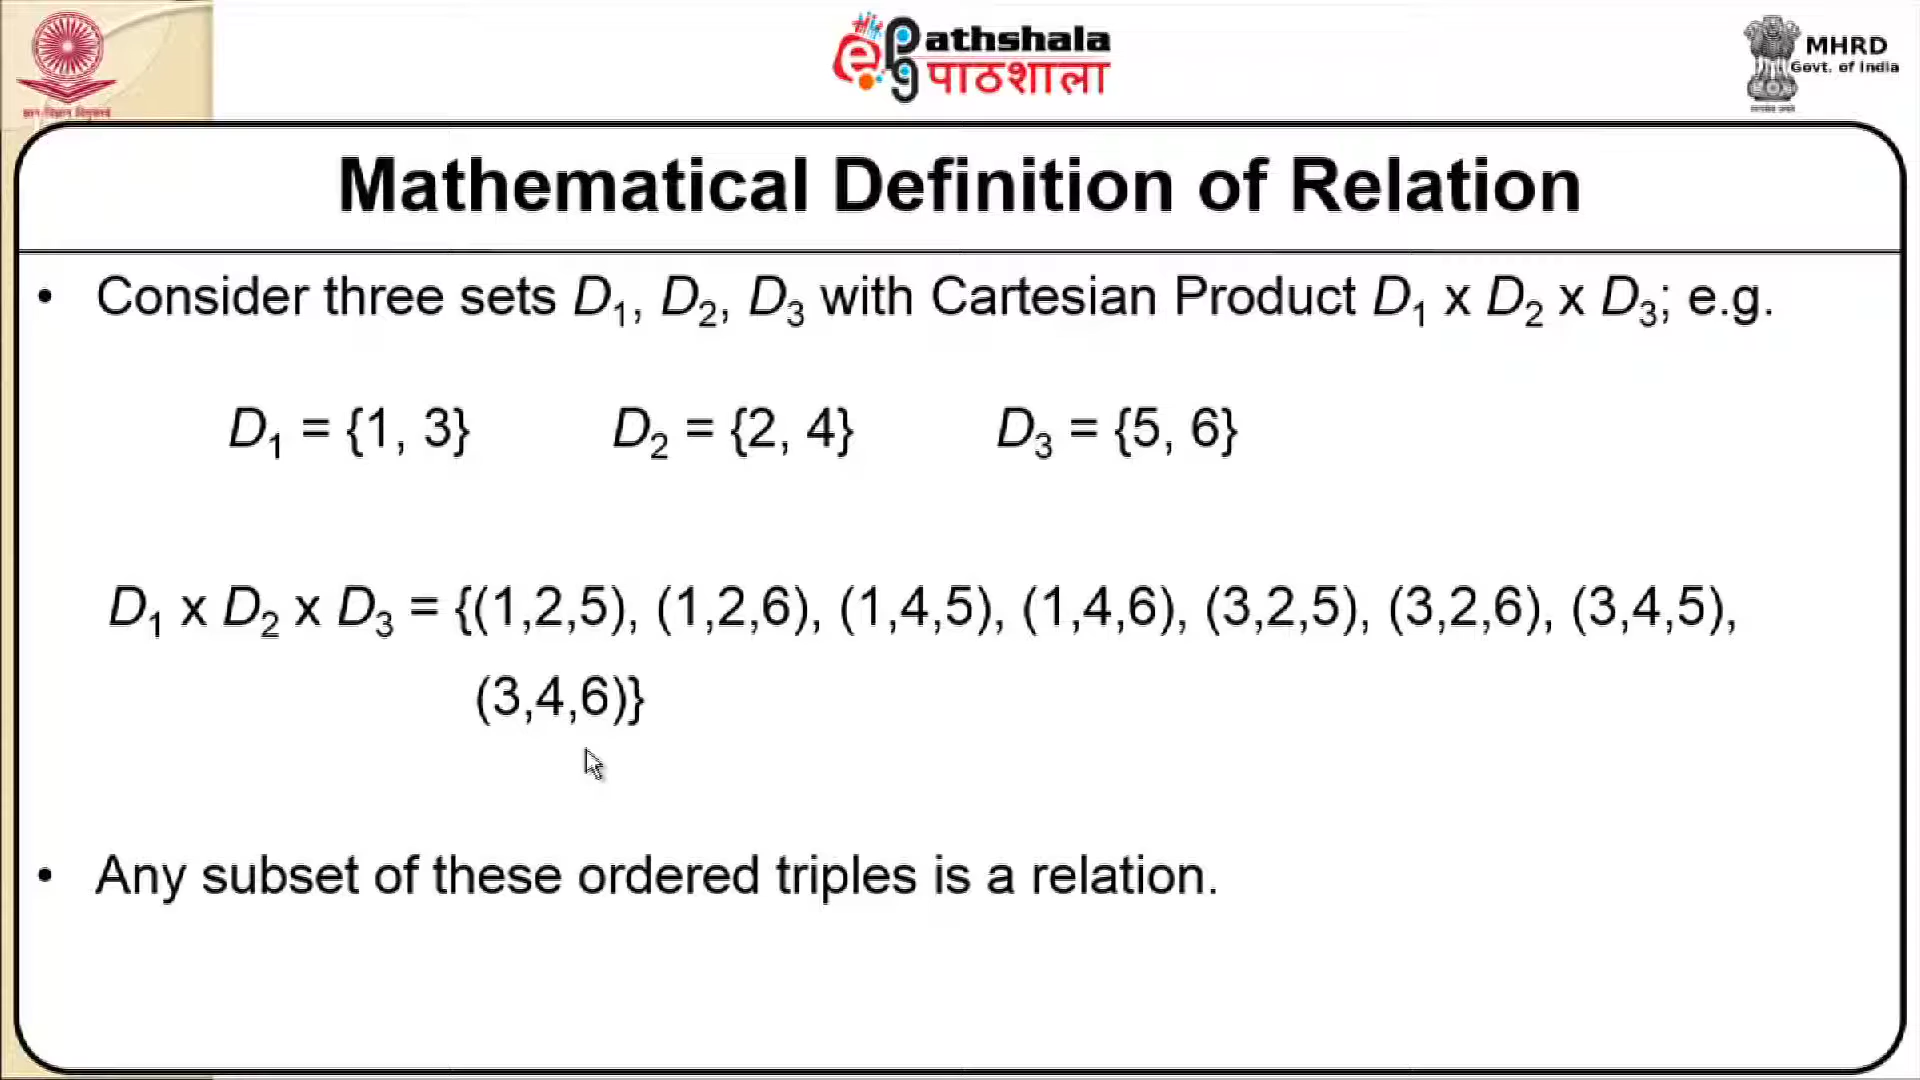 ePG Pathshala
पाठशाला
MHRD
Govt. of India
Mathematical Definition of Relation
• Consider three sets D₁, D₂, D₃ with Cartesian Product D₁ x D₂ x D₃; e.g.
D₁ = {1, 3} D₂ = {2, 4} D₃ = {5, 6}
D₁ x D₂ x D₃ = {(1,2,5), (1,2,6), (1,4,5), (1,4,6), (3,2,5), (3,2,6), (3,4,5),
(3,4,6)}
• Any subset of these ordered triples is a relation.